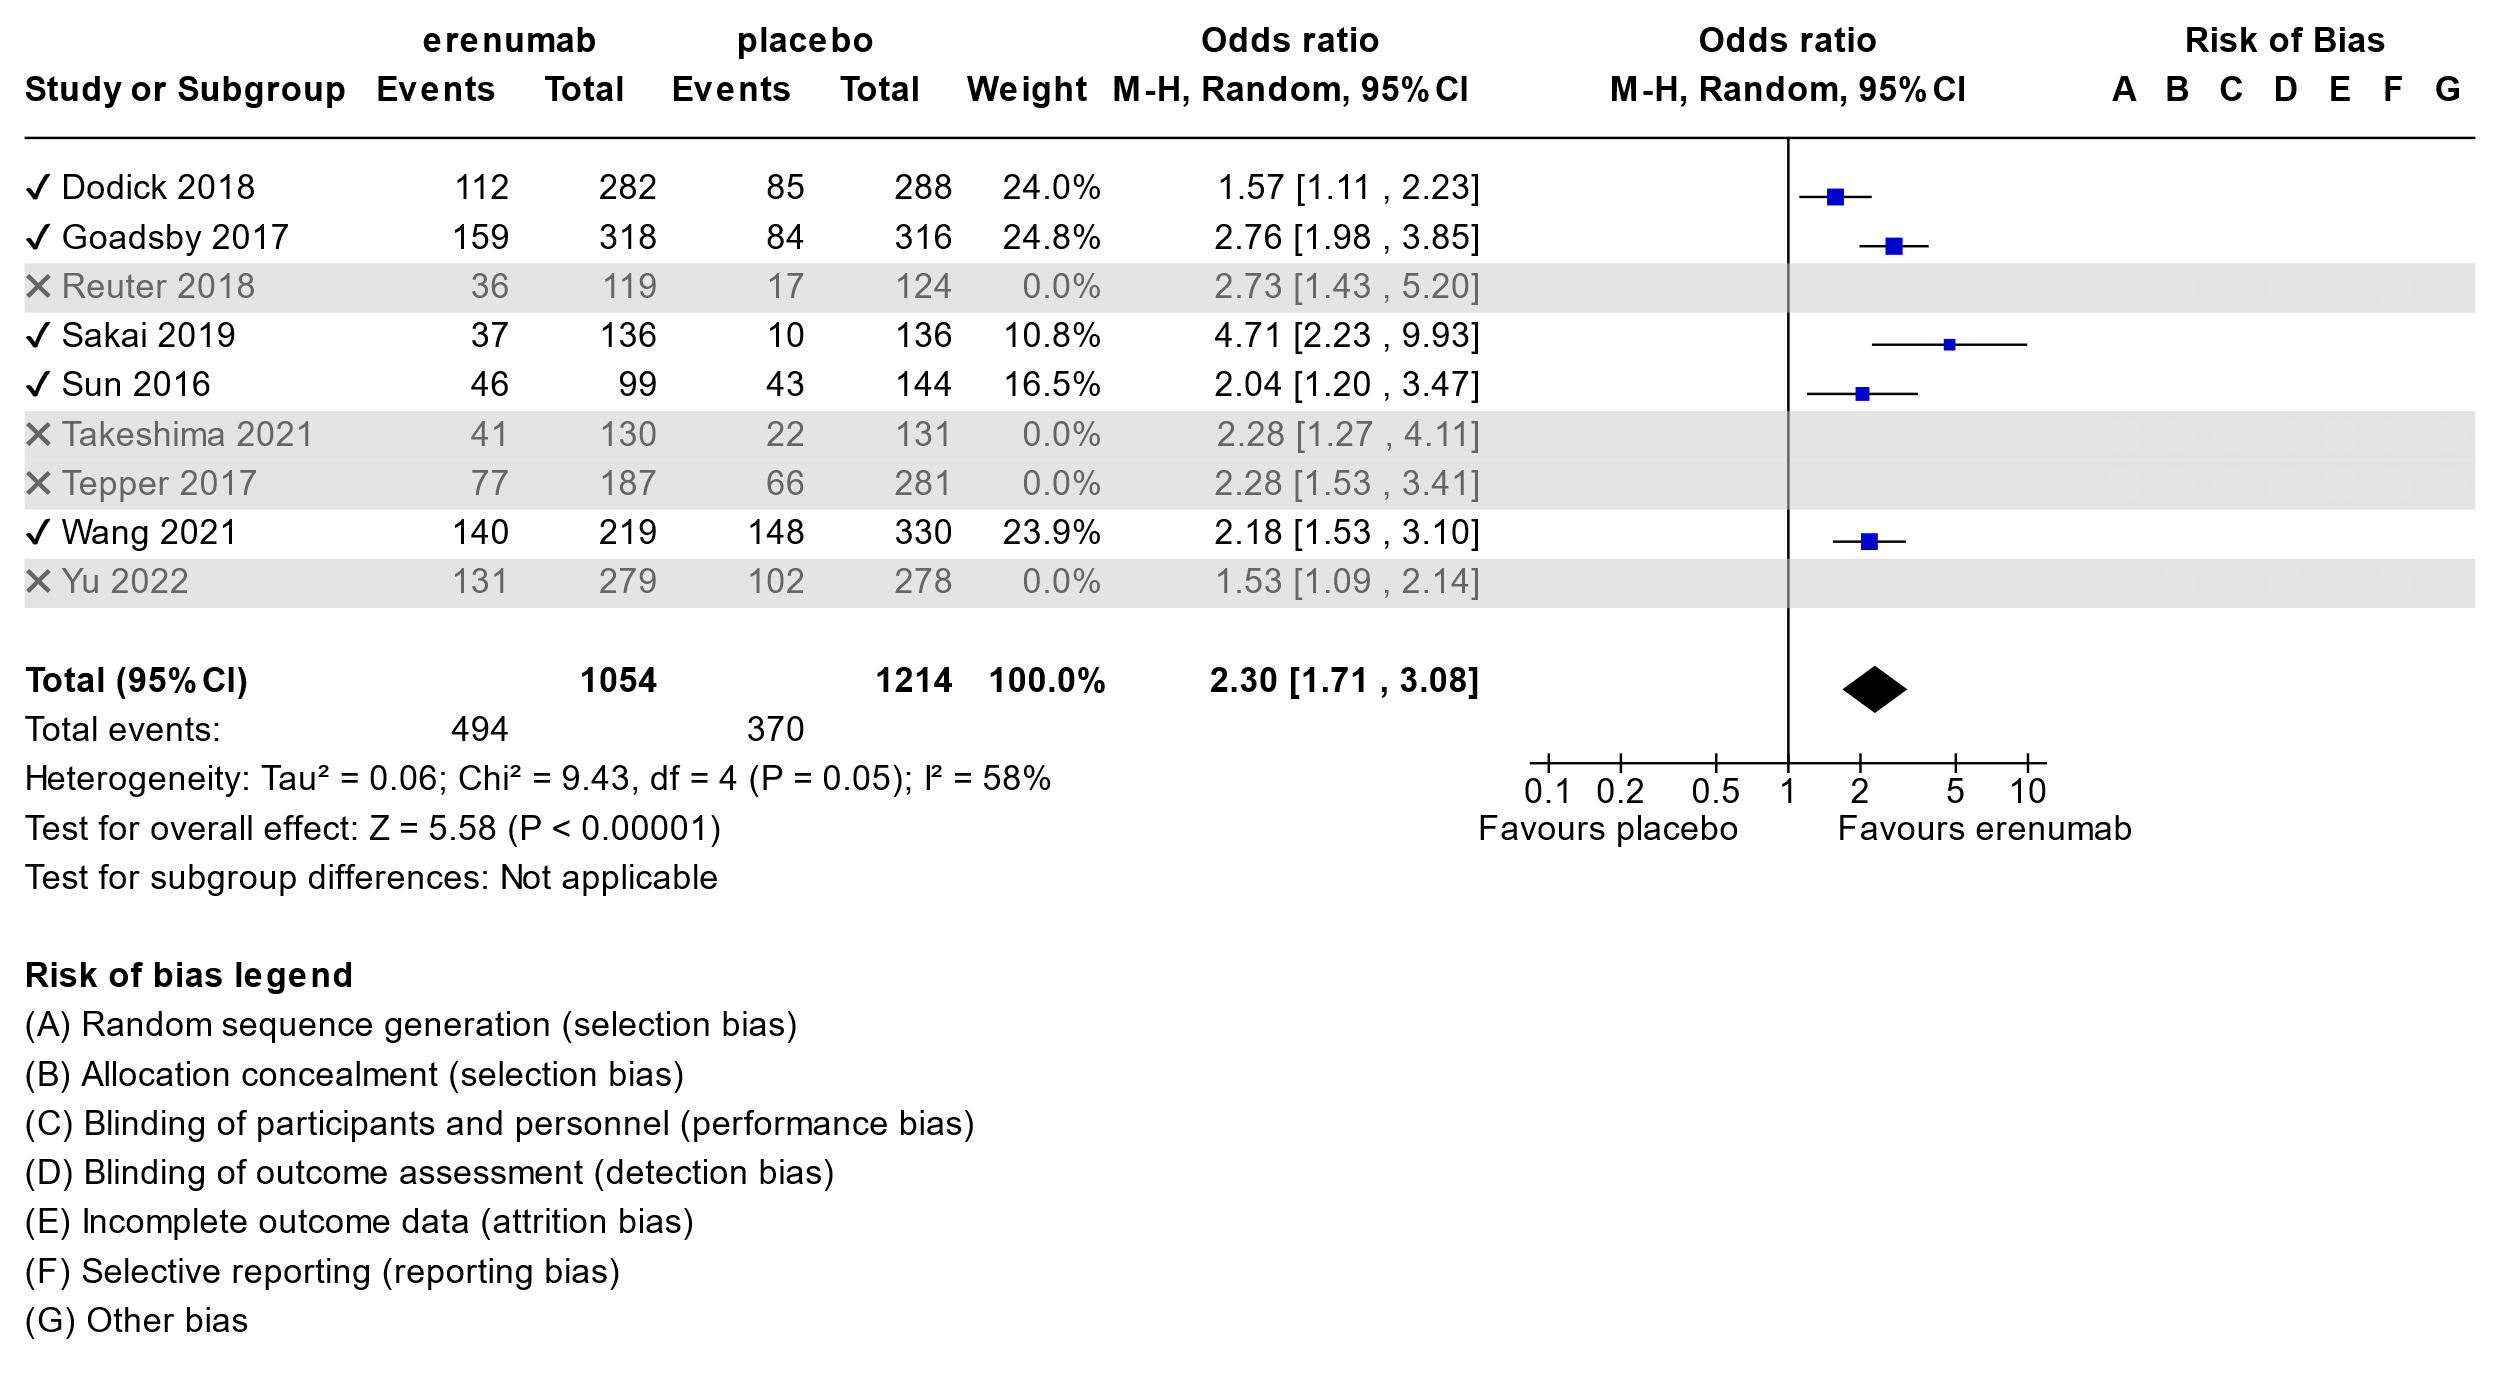 erenumab placebo Odds ratio Odds ratio Risk of Bias
Study or Subgroup Events Total Events Total Weight M-H, Random, 95% CI M-H, Random, 95% CI A B C D E F G
✓ Dodick 2018 112 282 85 288 24.0% 1.57 [1.11 , 2.23]
✓ Goadsby 2017 159 318 84 316 24.8% 2.76 [1.98 , 3.85]
✕ Reuter 2018 36 119 17 124 0.0% 2.73 [1.43 , 5.20]
✓ Sakai 2019 37 136 10 136 10.8% 4.71 [2.23 , 9.93]
✓ Sun 2016 46 99 43 144 16.5% 2.04 [1.20 , 3.47]
✕ Takeshima 2021 41 130 22 131 0.0% 2.28 [1.27 , 4.11]
✕ Tepper 2017 77 187 66 281 0.0% 2.28 [1.53 , 3.41]
✓ Wang 2021 140 219 148 330 23.9% 2.18 [1.53 , 3.10]
✕ Yu 2022 131 279 102 278 0.0% 1.53 [1.09 , 2.14]
Total (95% CI) 1054 1214 100.0% 2.30 [1.71 , 3.08]
Total events: 494 370
Heterogeneity: Tau² = 0.06; Chi² = 9.43, df = 4 (P = 0.05); I² = 58%
0.1 0.2 0.5 1 2 5 10
Test for overall effect: Z = 5.58 (P < 0.00001)
Favours placebo Favours erenumab
Test for subgroup differences: Not applicable
Risk of bias legend
(A) Random sequence generation (selection bias)
(B) Allocation concealment (selection bias)
(C) Blinding of participants and personnel (performance bias)
(D) Blinding of outcome assessment (detection bias)
(E) Incomplete outcome data (attrition bias)
(F) Selective reporting (reporting bias)
(G) Other bias